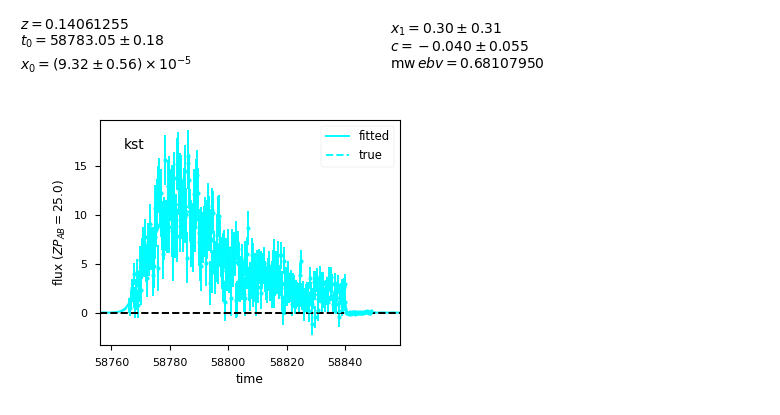 z = 0.14061255
t₀ = 58783.05 ± 0.18
x₀ = (9.32 ± 0.56) × 10⁻⁵
x₁ = 0.30 ± 0.31
c = −0.040 ± 0.055
mw ebv = 0.68107950
kst
fitted
true
flux (ZP_AB = 25.0)
15
10
5
0
58760 58780 58800 58820 58840
time